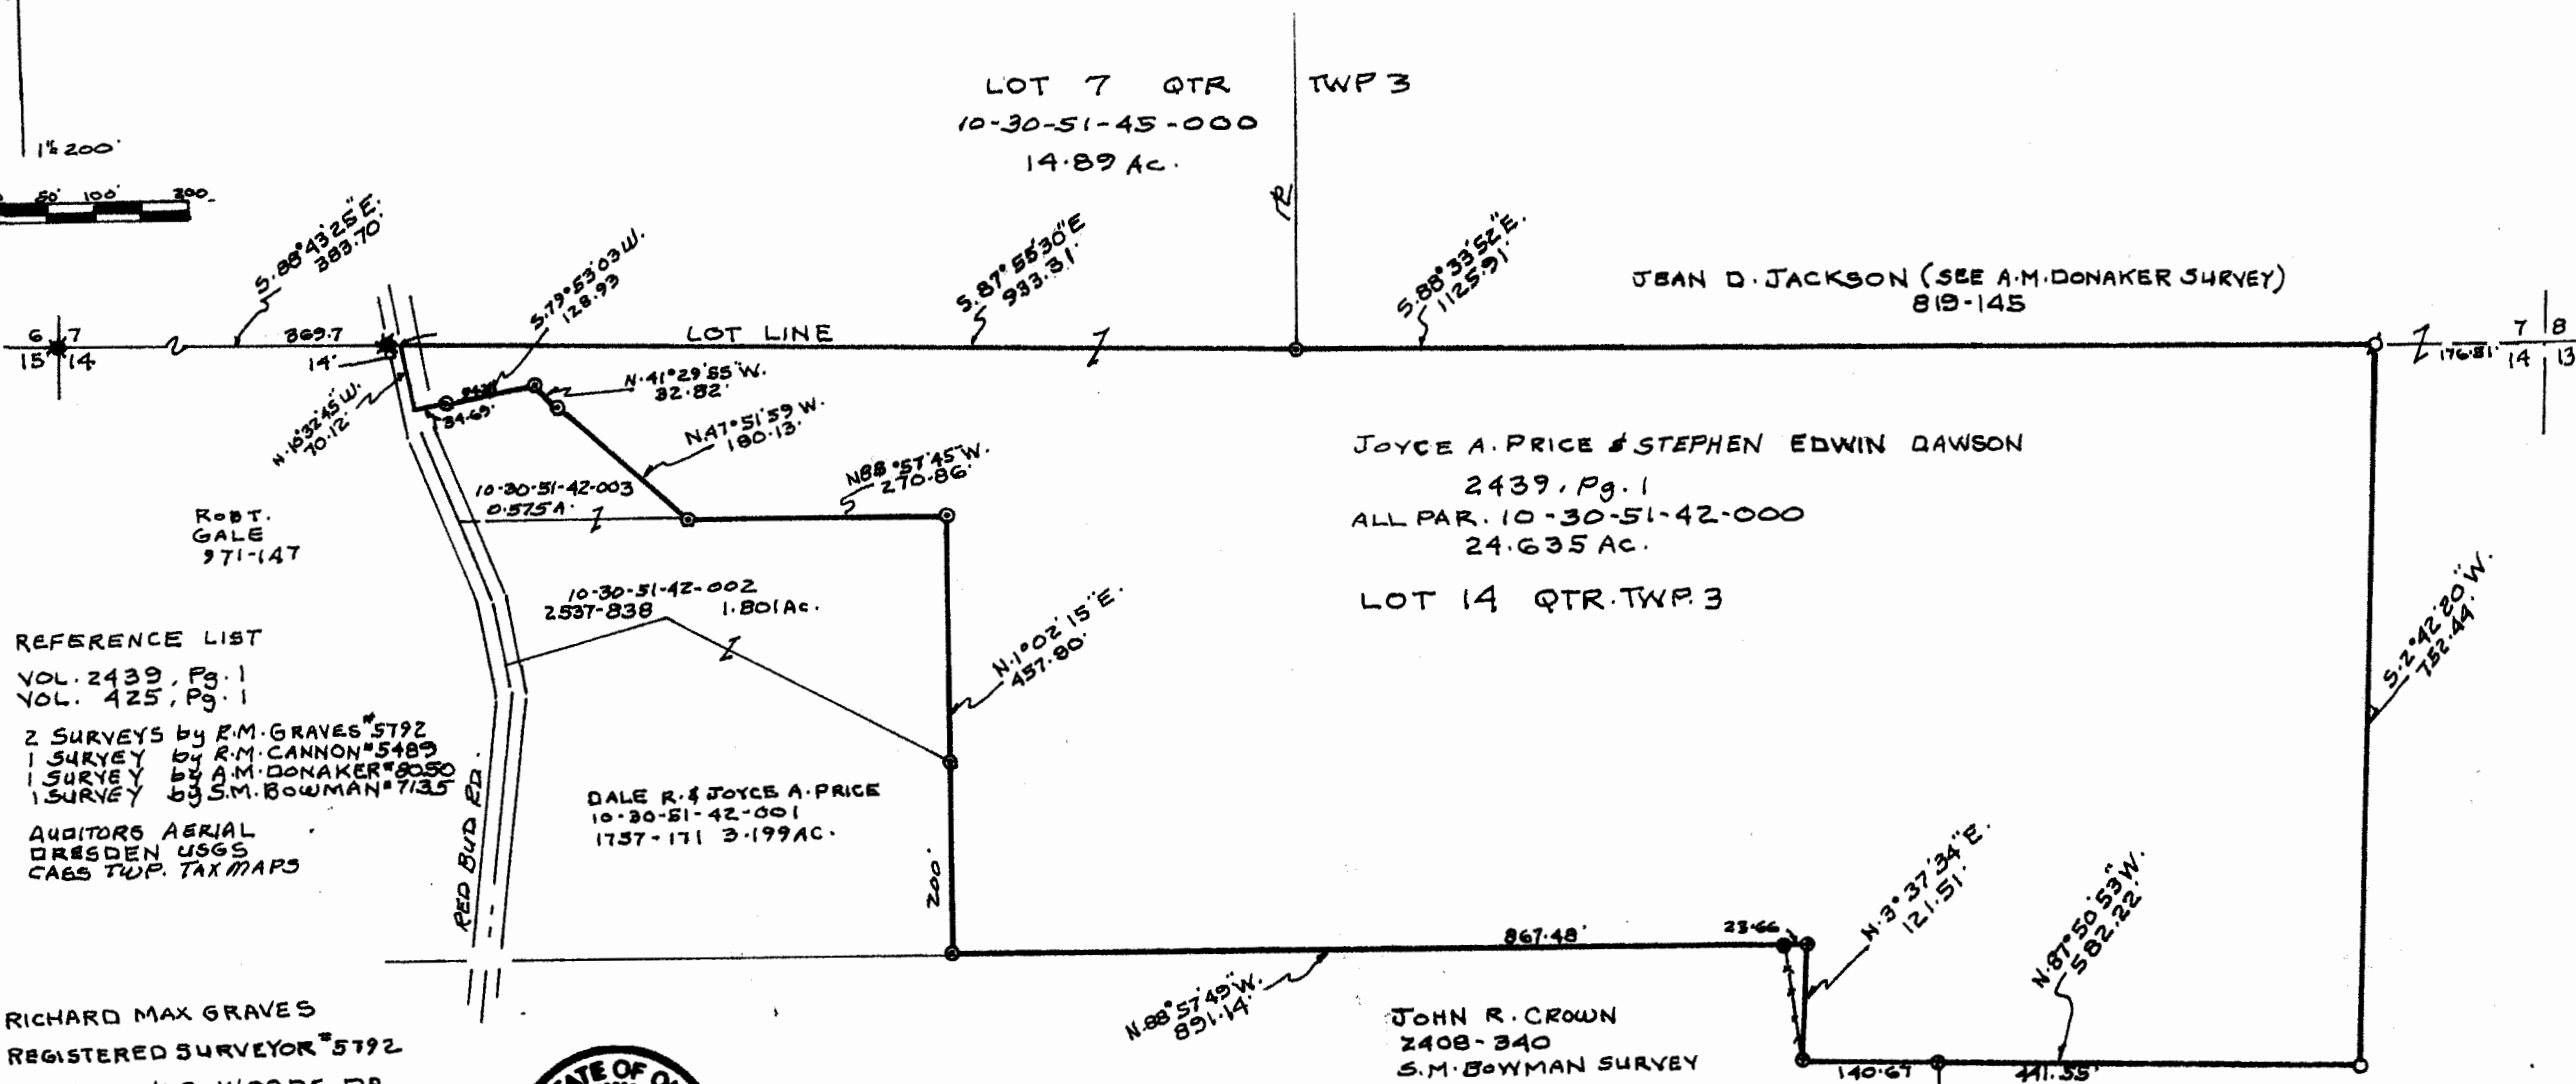 LOT 7 QTR TWP 3
10-30-51-45-000
14.89 Ac.
1"= 200'
50' 100' 200
S.88°43'25"E.
383.70'
S.79°53'03"W.
128.93
S.87°55'30"E
933.31'
S.88°33'52"E.
1125.91'
JEAN D. JACKSON (SEE A.M.DONAKER SURVEY)
819-145
6 7
15 14
369.7
LOT LINE
14'
7 8
14 13
176.51'
N.41°29'55"W.
32.82'
34.69'
70.12'
N.47°51'59"W.
180.13'
N88°57'45"W.
270.86'
JOYCE A. PRICE & STEPHEN EDWIN DAWSON
2439, Pg. 1
ALL PAR. 10-30-51-42-000
24.635 Ac.
LOT 14 QTR. TWP. 3
10-30-51-42-003
0.575A.
ROBT.
GALE
971-147
10-30-51-42-002
2537-838 1.801Ac.
N.1°02'15"E.
457.80'
S.2°42'20"W.
752.44'
REFERENCE LIST
VOL. 2439, Pg. 1
VOL. 425, Pg. 1
2 SURVEYS by R.M. GRAVES #5792
1 SURVEY by R.M. CANNON #5489
1 SURVEY by A.M. DONAKER #8050
1 SURVEY by S.M. BOWMAN #7135
AUDITORS AERIAL
DRESDEN USGS
CASS TWP. TAX MAPS
RED BUD RD.
DALE R. & JOYCE A. PRICE
10-30-51-42-001
1757-171 3.199AC.
200'
867.48'
23.66
N.3°37'34"E.
121.51'
N.87°50'53"W.
582.22'
N.88°57'49"W.
891.14'
JOHN R. CROWN
2408-340
S.M. BOWMAN SURVEY
140.67
441.55'
RICHARD MAX GRAVES
REGISTERED SURVEYOR #5792